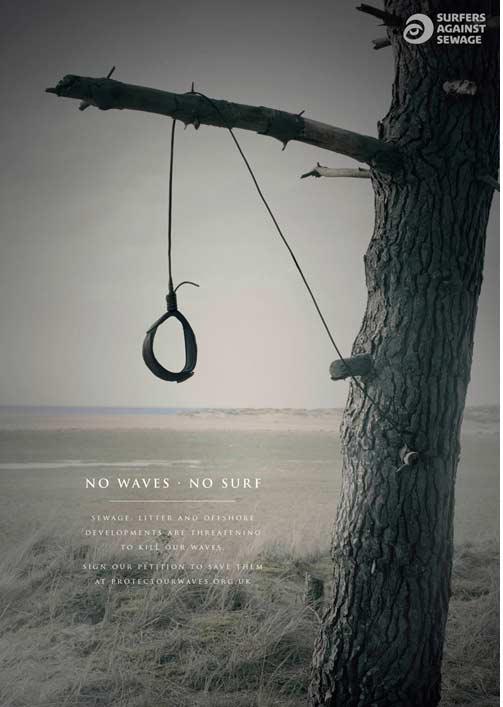 SURFERS
AGAINST
SEWAGE
NO WAVES · NO SURF
SEWAGE, LITTER AND OFFSHORE
DEVELOPMENTS ARE THREATENING
TO KILL OUR WAVES.
SIGN OUR PETITION TO SAVE THEM
AT PROTECTOURWAVES.ORG.UK